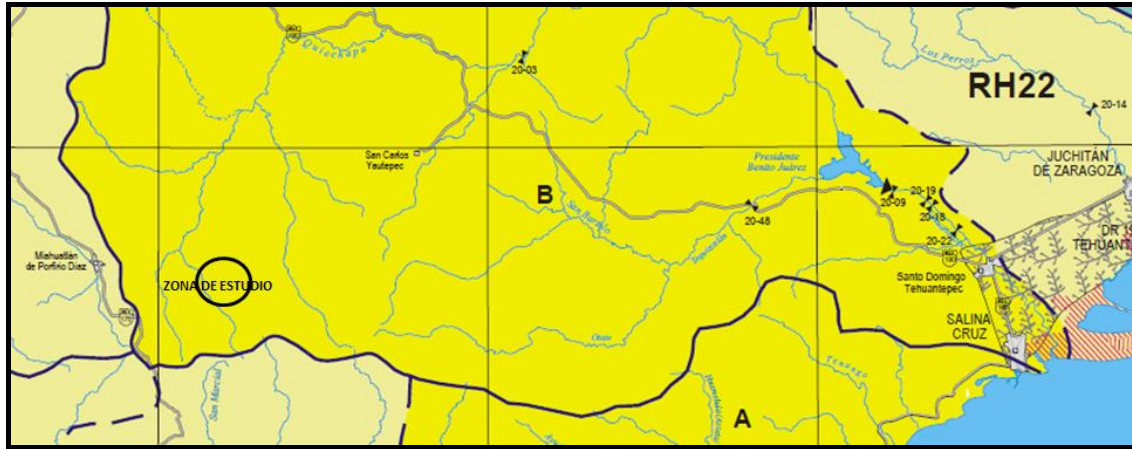 Quiechapa
20-03
Los Perros
RH22
20-14
San Carlos
Yautepec
Presidente
Benito Juárez
JUCHITÁN
DE ZARAGOZA
B
20-19
20-09
20-18
20-48
20-22
Tequisistlán
Miahuatlán
de Porfirio Díaz
ZONA DE ESTUDIO
Santo Domingo
Tehuantepec
SALINA
CRUZ
Otate
Tenango
San Marcial
A